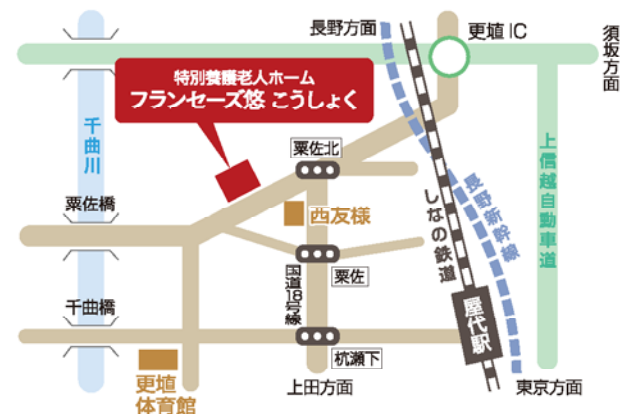 長野方面
更埴IC
須坂方面
特別養護老人ホーム
フランセーズ悠 こうしょく
千曲川
粟佐北
上信越自動車道
粟佐橋
西友様
しなの鉄道
長野新幹線
粟佐
国道18号線
千曲橋
屋代駅
杭瀬下
更埴
体育館
上田方面
東京方面